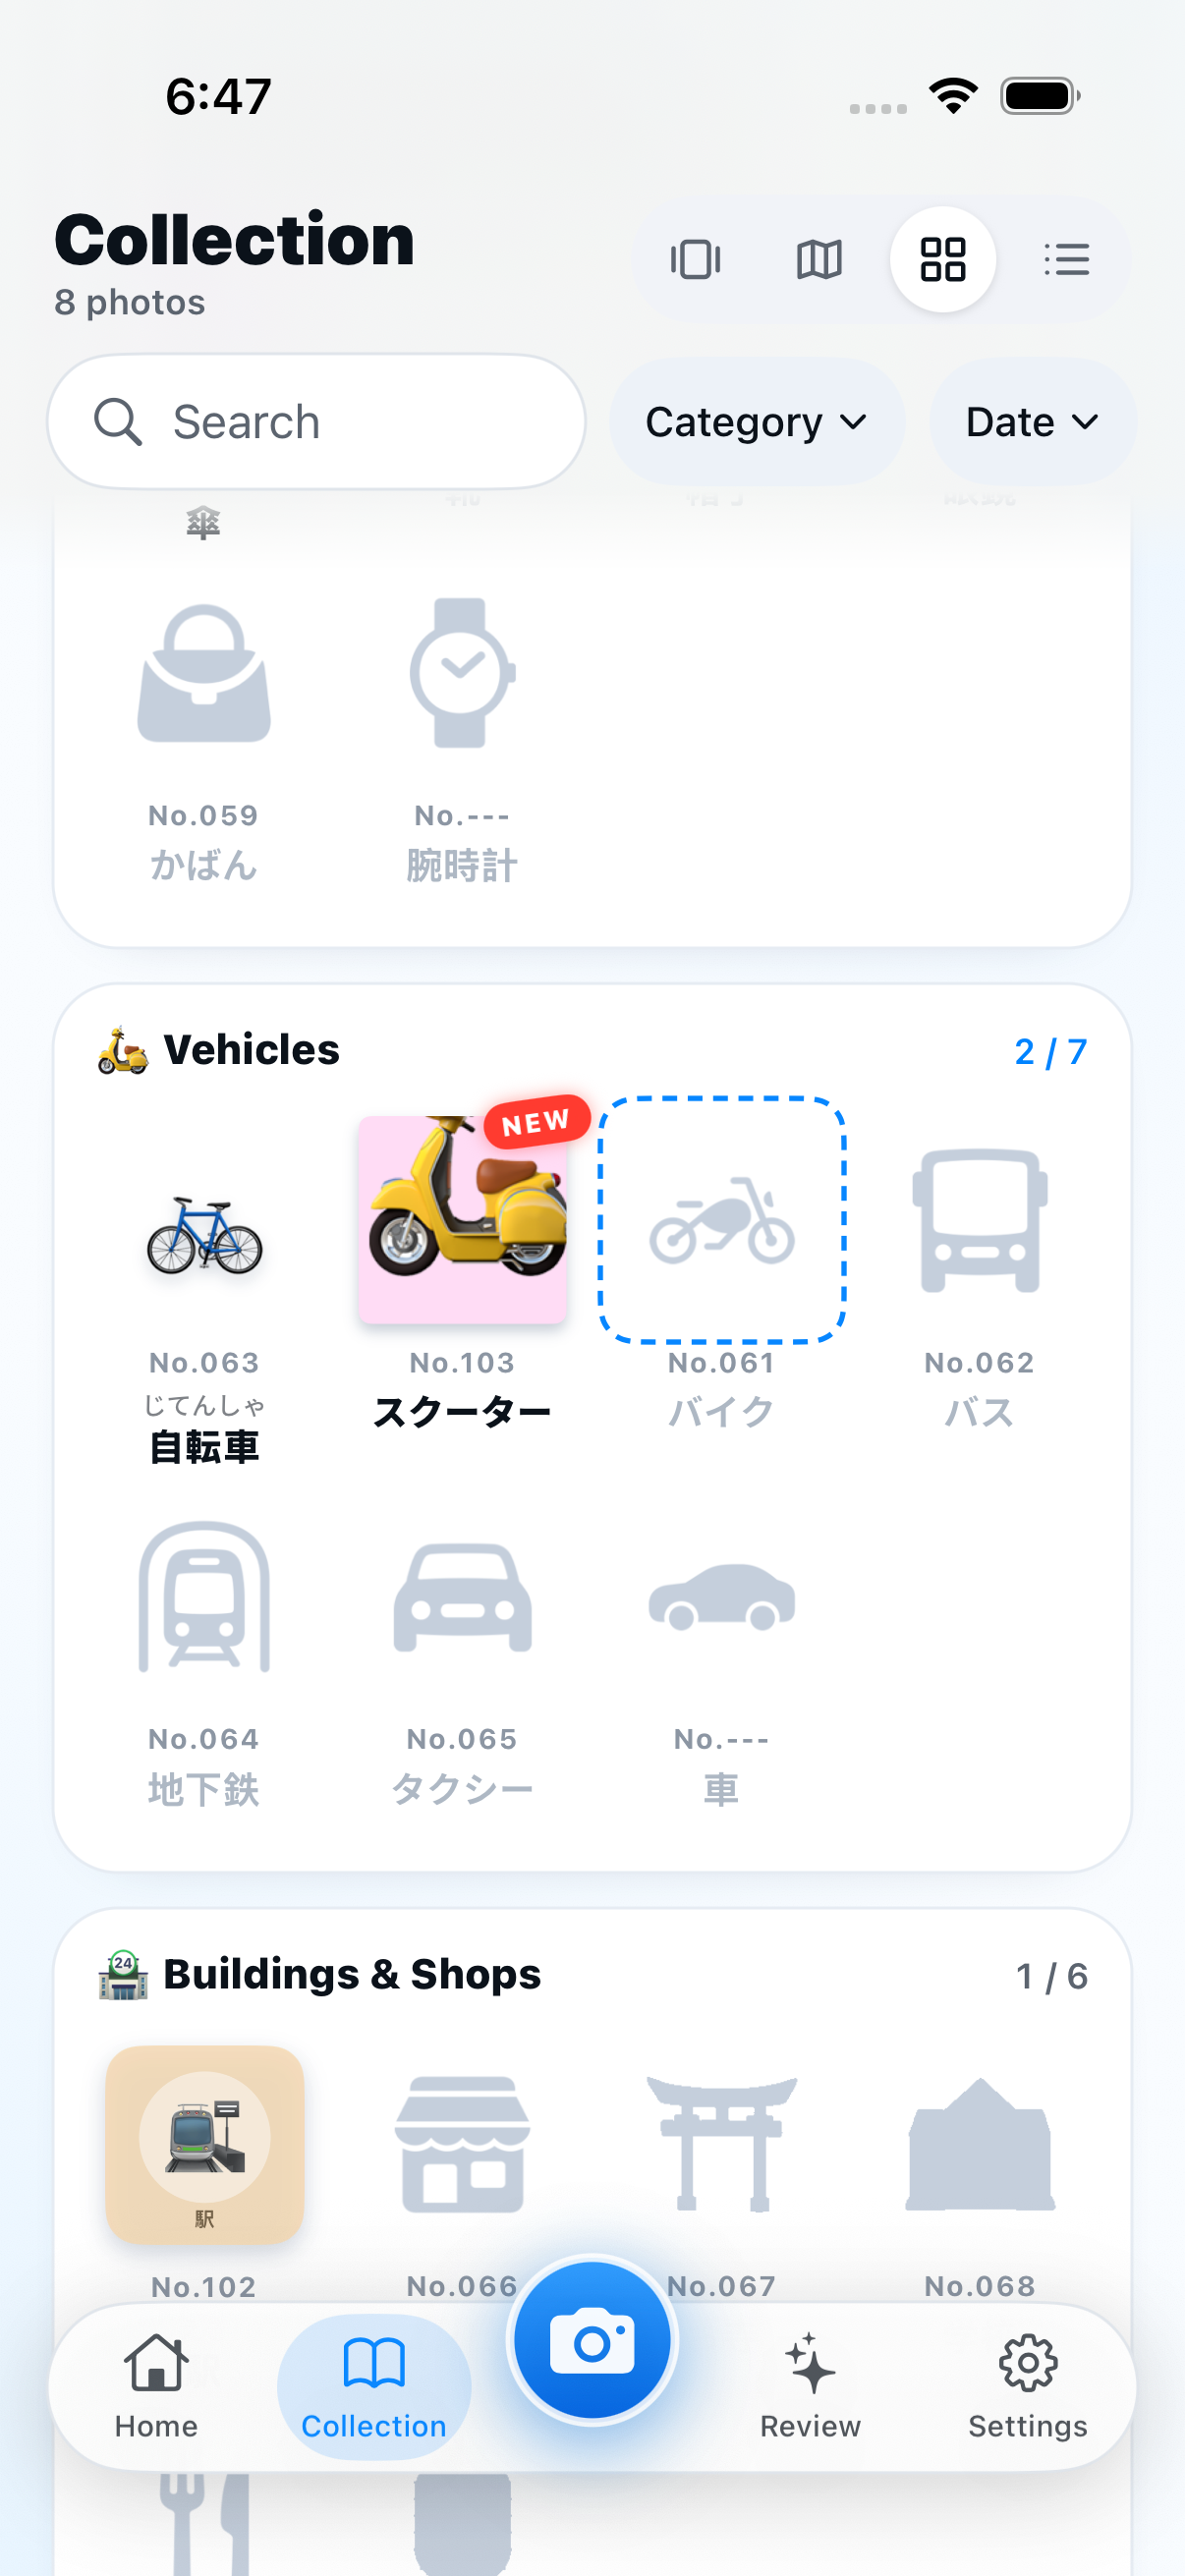 6:47
Collection
8 photos
Search
Category
Date
傘
No.059
かばん
No.---
腕時計
Vehicles
2 / 7
NEW
No.063
じてんしゃ
自転車
No.103
スクーター
No.061
バイク
No.062
バス
No.064
地下鉄
No.065
タクシー
No.---
車
24
Buildings & Shops
1 / 6
駅
No.102
No.066
No.067
No.068
Home
Collection
Review
Settings